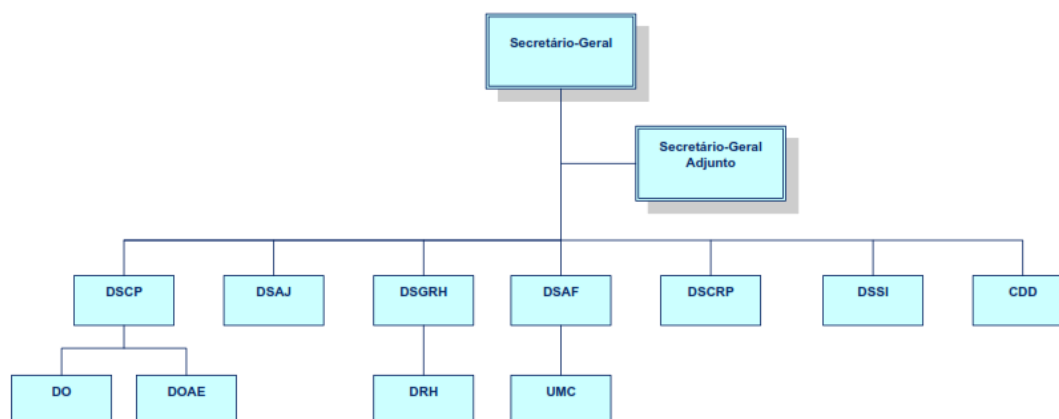 Secretário-Geral
Secretário-Geral
Adjunto
DSCP
DSAJ
DSGRH
DSAF
DSCRP
DSSI
CDD
DO
DOAE
DRH
UMC